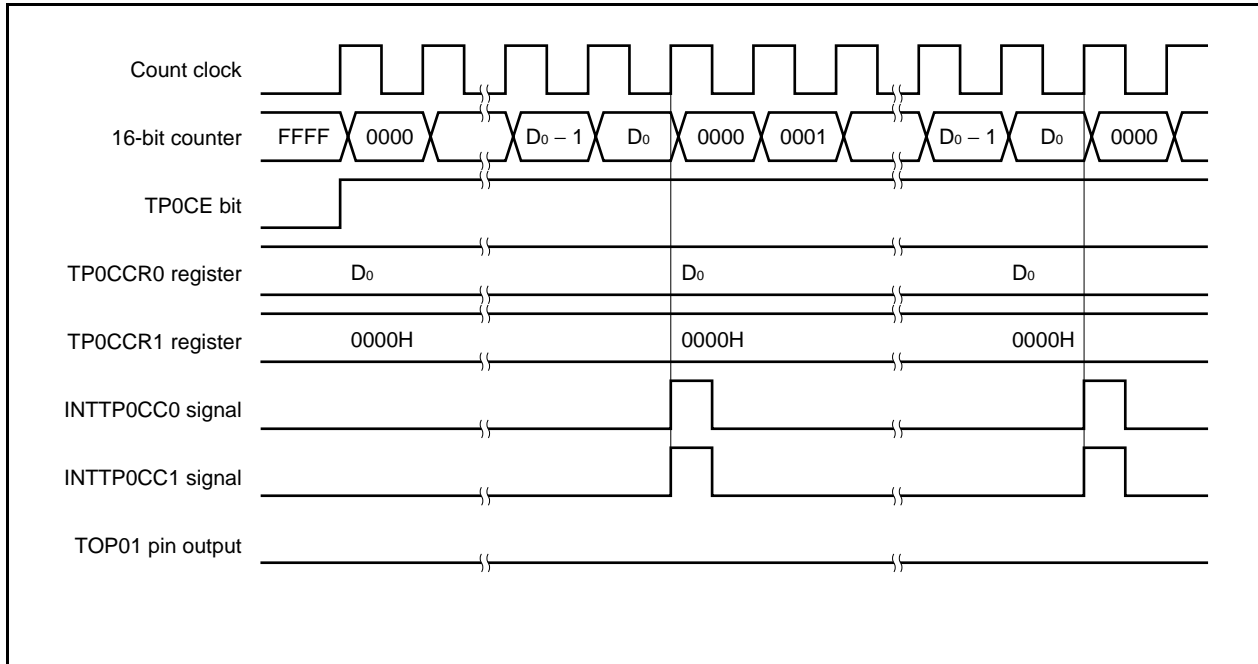 Count clock
16-bit counter FFFF 0000 D₀ − 1 D₀ 0000 0001 D₀ − 1 D₀ 0000
TP0CE bit
TP0CCR0 register D₀ D₀ D₀
TP0CCR1 register 0000H 0000H 0000H
INTTP0CC0 signal
INTTP0CC1 signal
TOP01 pin output